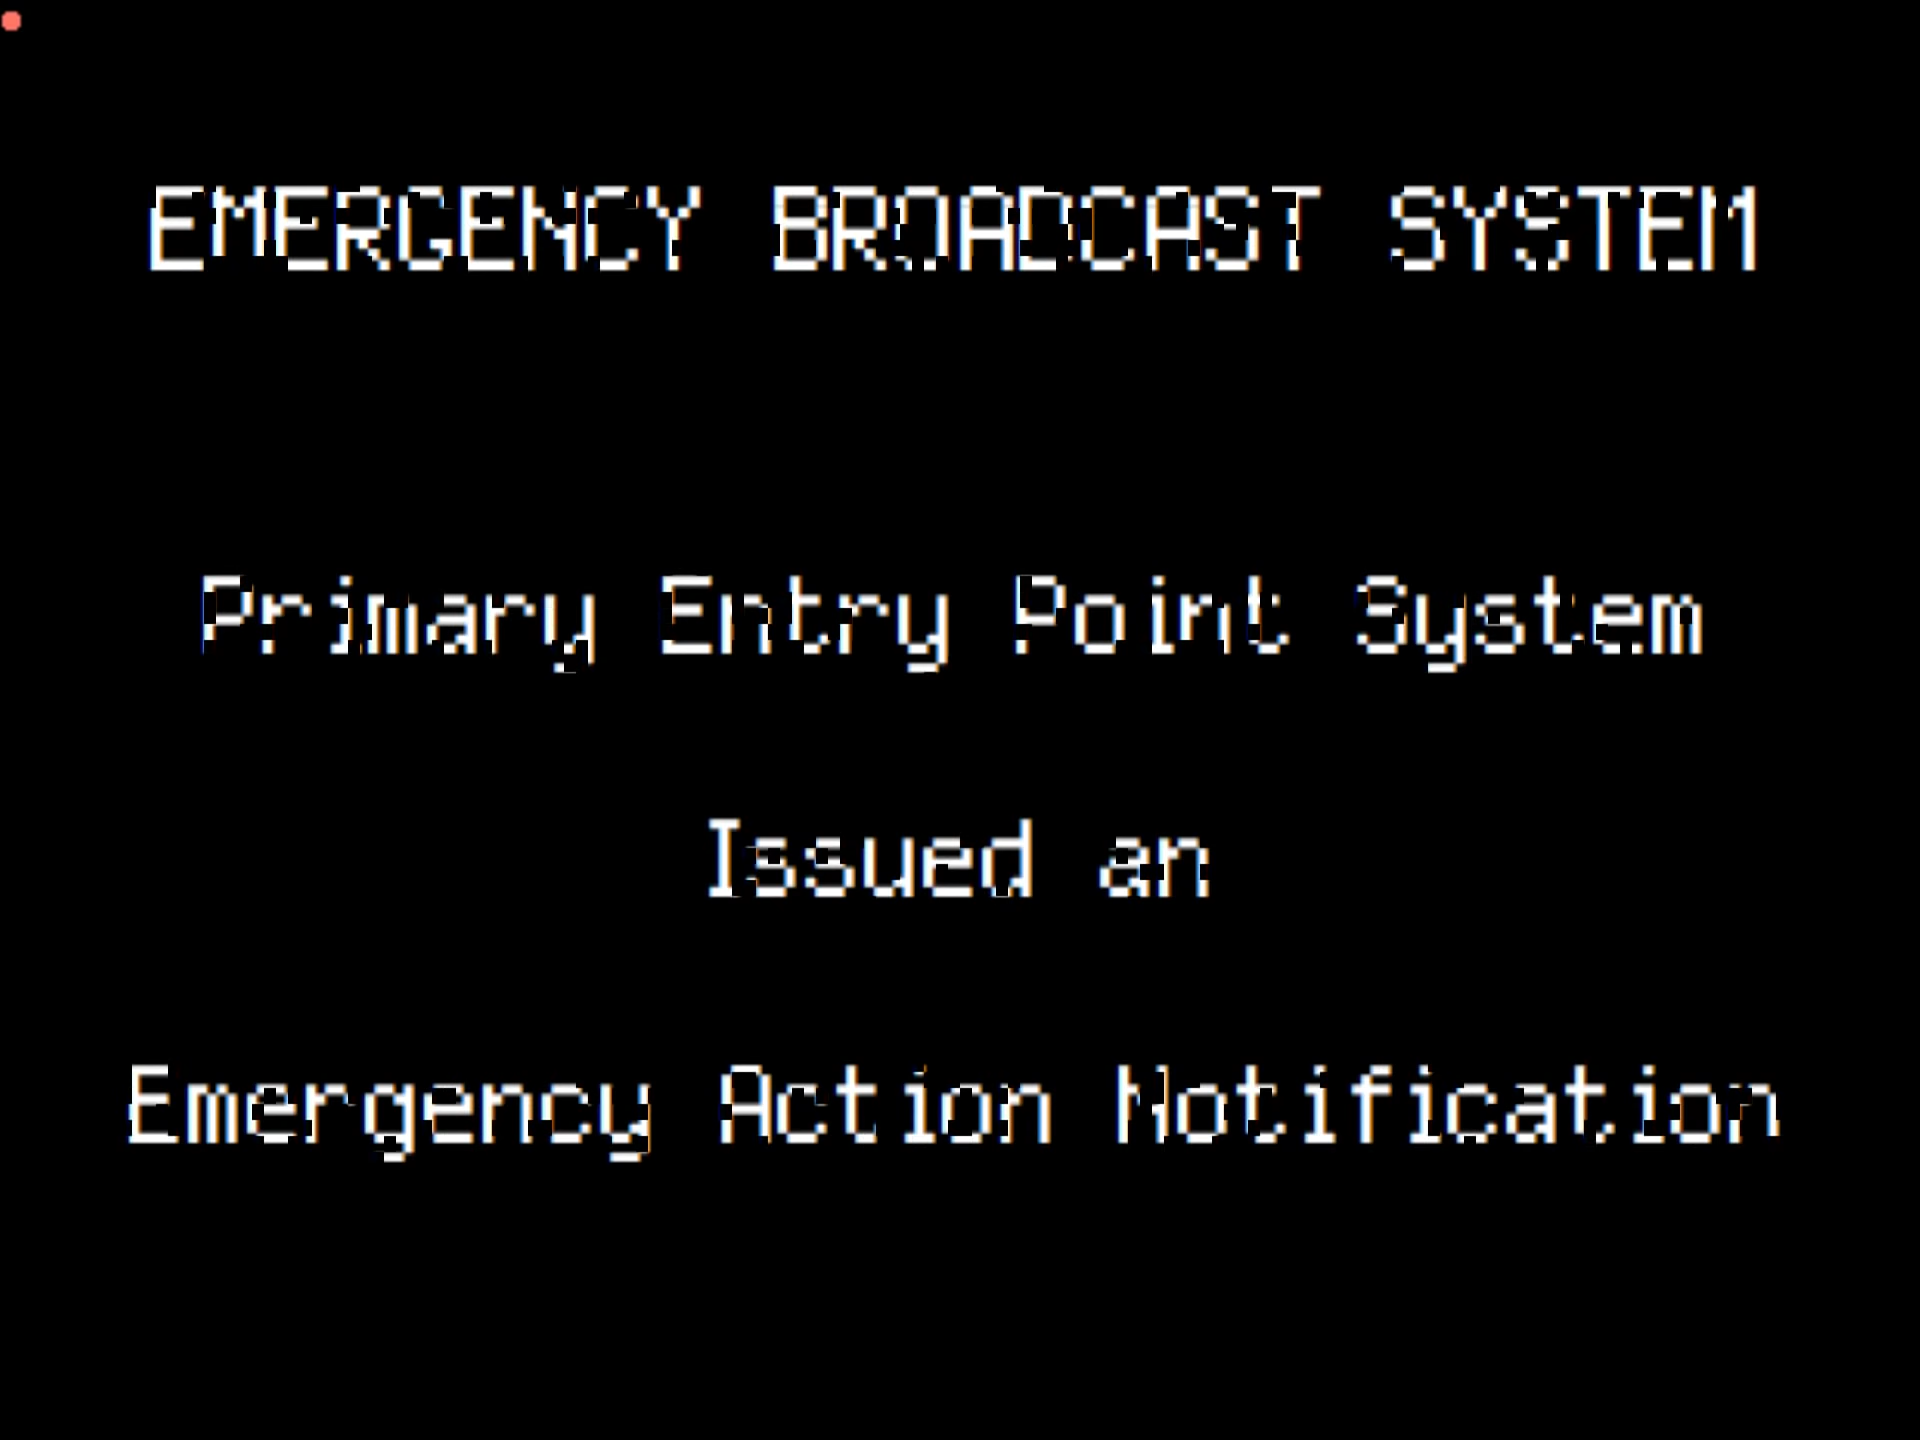 EMERGENCY BROADCAST SYSTEM
Primary Entry Point System
Issued an
Emergency Action Notification